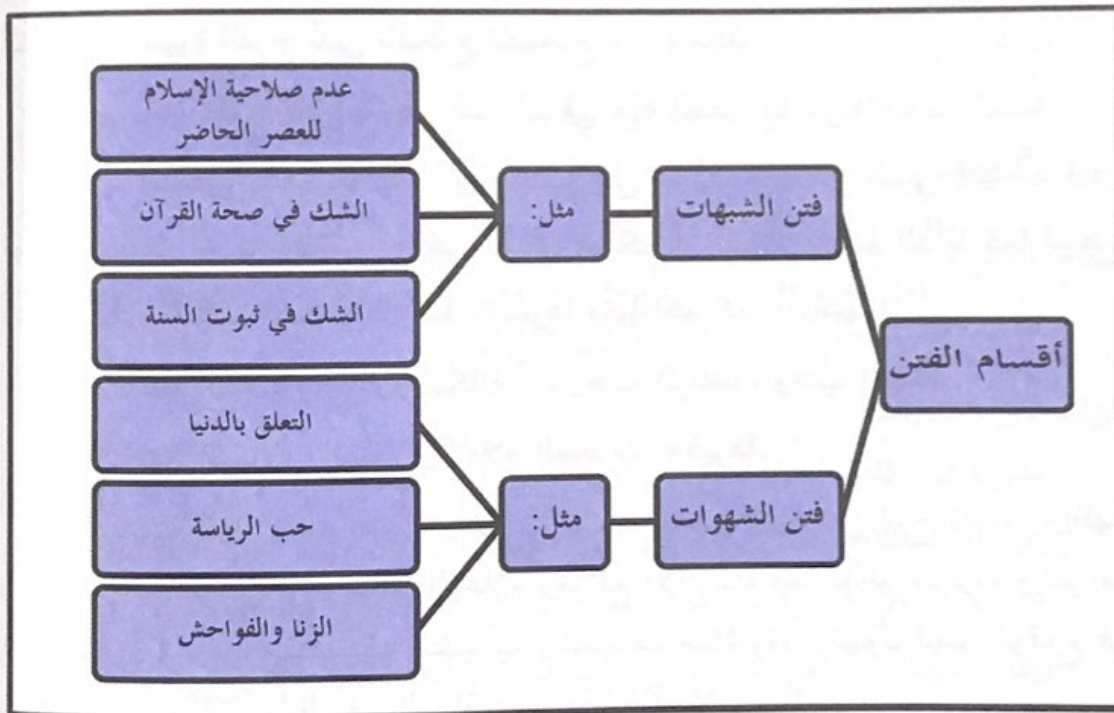 أقسام الفتن
فتن الشبهات
مثل:
عدم صلاحية الإسلام
للعصر الحاضر
الشك في صحة القرآن
الشك في ثبوت السنة
فتن الشهوات
مثل:
التعلق بالدنيا
حب الرياسة
الزنا والفواحش